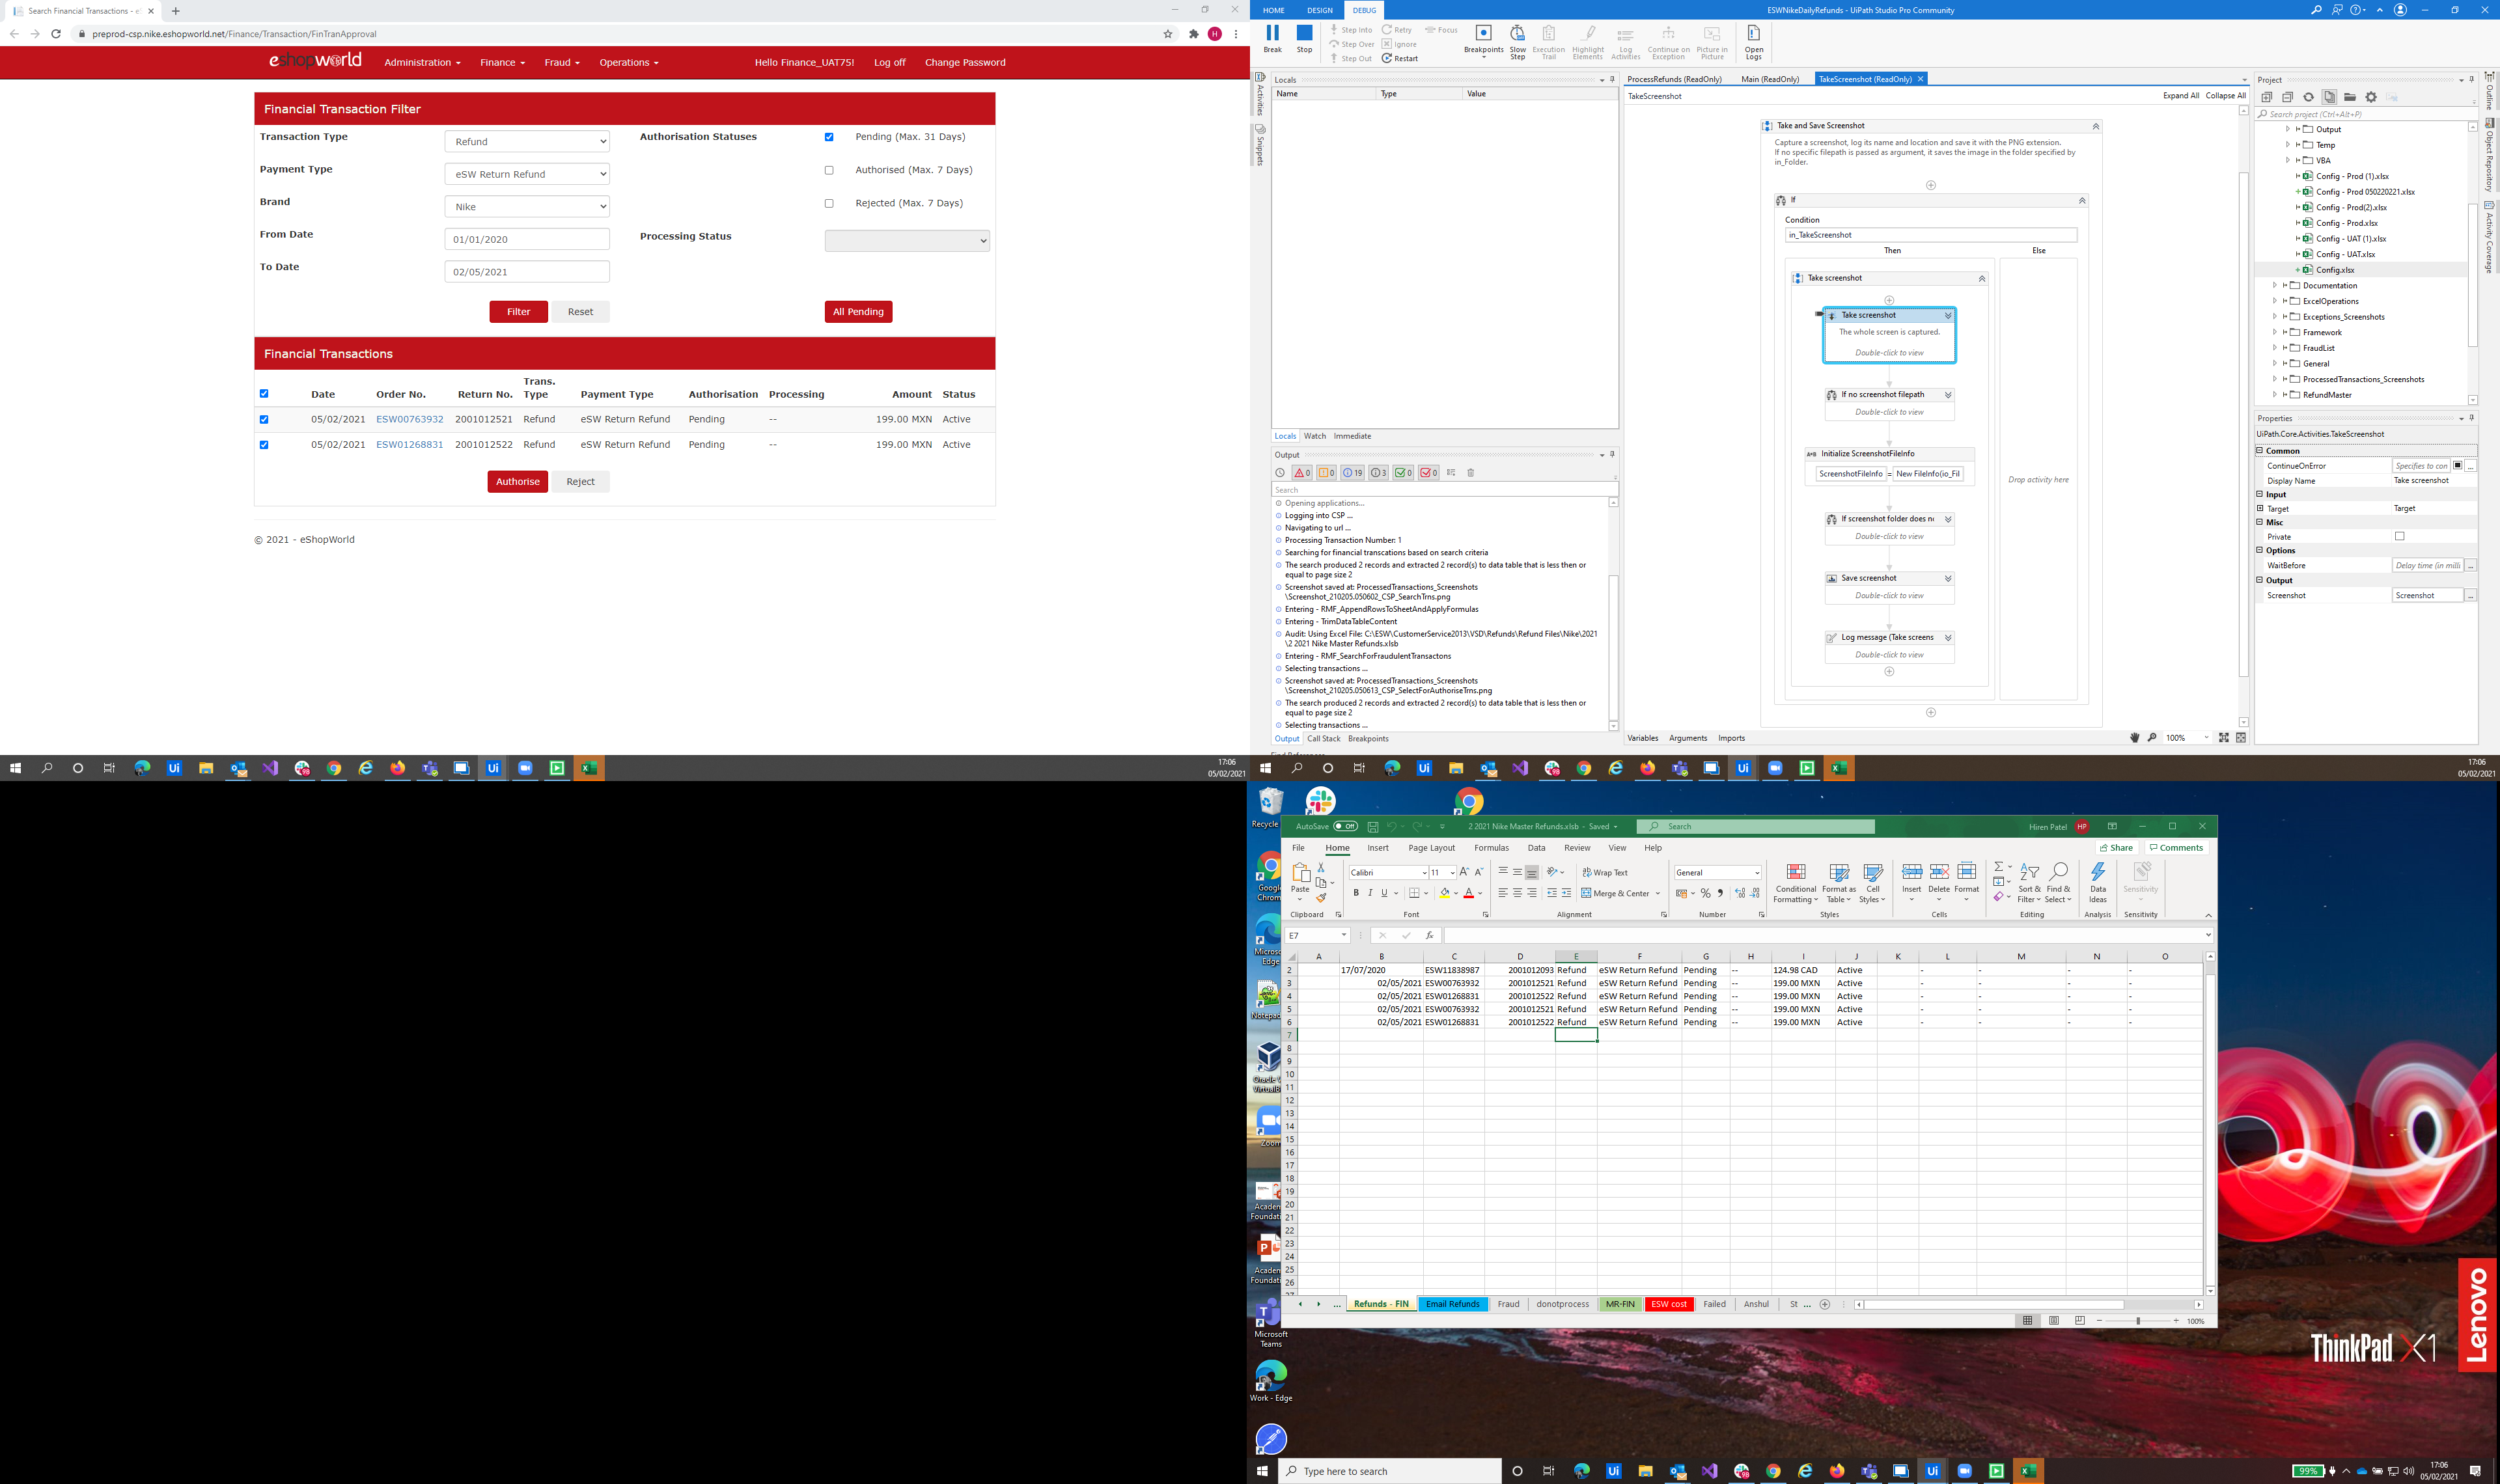 Search Financial Transactions - e
preprod-csp.nike.eshopworld.net/Finance/Transaction/FinTranApproval
eshopworld Administration Finance Fraud Operations Hello Finance_UAT75! Log off Change Password
Financial Transaction Filter
Transaction Type Refund Authorisation Statuses Pending (Max. 31 Days)
Payment Type eSW Return Refund Authorised (Max. 7 Days)
Brand Nike Rejected (Max. 7 Days)
From Date 01/01/2020 Processing Status
To Date 02/05/2021
Filter Reset All Pending
Financial Transactions
Date Order No. Return No. Trans. Type Payment Type Authorisation Processing Amount Status
05/02/2021 ESW00763932 2001012521 Refund eSW Return Refund Pending -- 199.00 MXN Active
05/02/2021 ESW01268831 2001012522 Refund eSW Return Refund Pending -- 199.00 MXN Active
Authorise Reject
© 2021 - eShopWorld
17:06
05/02/2021
HOME DESIGN DEBUG ESWNikeDailyRefunds - UiPath Studio Pro Community
Break Stop Step Into Step Over Step Out Retry Ignore Restart Focus Breakpoints Slow Step Execution Trail Highlight Elements Log Activities Continue on Exception Picture in Picture Open Logs
Activities
Snippets
Locals
Name Type Value
Locals Watch Immediate
Output
0 0 19 3 0 0
Search
Opening applications...
Logging into CSP ...
Navigating to url ...
Processing Transaction Number: 1
Searching for financial transcations based on search criteria
The search produced 2 records and extracted 2 record(s) to data table that is less then or
equal to page size 2
Screenshot saved at: ProcessedTransactions_Screenshots
\Screenshot_210205.050602_CSP_SearchTrns.png
Entering - RMF_AppendRowsToSheetAndApplyFormulas
Entering - TrimDataTableContent
Audit: Using Excel File: C:\ESW\CustomerService2013\VSD\Refunds\Refund Files\Nike\2021
\2 2021 Nike Master Refunds.xlsb
Entering - RMF_SearchForFraudulentTransactons
Selecting transactions ...
Screenshot saved at: ProcessedTransactions_Screenshots
\Screenshot_210205.050613_CSP_SelectForAuthoriseTrns.png
The search produced 2 records and extracted 2 record(s) to data table that is less then or
equal to page size 2
Selecting transactions ...
Output Call Stack Breakpoints
ProcessRefunds (ReadOnly) Main (ReadOnly) TakeScreenshot (ReadOnly)
TakeScreenshot Expand All Collapse All
Take and Save Screenshot
Capture a screenshot, log its name and location and save it with the PNG extension.
If no specific filepath is passed as argument, it saves the image in the folder specified by
in_Folder.
If
Condition
in_TakeScreenshot
Then Else
Take screenshot
Take screenshot
The whole screen is captured.
Double-click to view
If no screenshot filepath
Double-click to view
Initialize ScreenshotFileInfo
ScreenshotFileInfo = New FileInfo(io_Fil
Drop activity here
If screenshot folder does n
Double-click to view
Save screenshot
Double-click to view
Log message (Take screens
Double-click to view
Variables Arguments Imports 100%
Project
Search project (Ctrl+Alt+P)
Output
Temp
VBA
Config - Prod (1).xlsx
Config - Prod 050220221.xlsx
Config - Prod(2).xlsx
Config - Prod.xlsx
Config - UAT (1).xlsx
Config - UAT.xlsx
Config.xlsx
Documentation
ExcelOperations
Exceptions_Screenshots
Framework
FraudList
General
ProcessedTransactions_Screenshots
RefundMaster
Properties
UiPath.Core.Activities.TakeScreenshot
Common
ContinueOnError Specifies to con ...
Display Name Take screenshot
Input
Target Target
Misc
Private
Options
WaitBefore Delay time (in milli ...
Output
Screenshot Screenshot ...
Outline
Object Repository
Activity Coverage
17:06
05/02/2021
Recycle
Google Chrom
Microso Edge
Notepad
Oracle V VirtualB
Zoom
Academ Foundat
Academ Foundat
Microsoft Teams
Work - Edge
AutoSave Off 2 2021 Nike Master Refunds.xlsb - Saved Search Hiren Patel HP
File Home Insert Page Layout Formulas Data Review View Help Share Comments
Paste Calibri 11 Wrap Text General Conditional Formatting Format as Table Cell Styles Insert Delete Format Sort & Filter Find & Select Data Ideas Sensitivity
B I U Merge & Center
Clipboard Font Alignment Number Styles Cells Editing Analysis Sensitivity
E7 fx
A B C D E F G H I J K L M N O
2 17/07/2020 ESW11838987 2001012093 Refund eSW Return Refund Pending -- 124.98 CAD Active - - - -
3 02/05/2021 ESW00763932 2001012521 Refund eSW Return Refund Pending -- 199.00 MXN Active - - - -
4 02/05/2021 ESW01268831 2001012522 Refund eSW Return Refund Pending -- 199.00 MXN Active - - - -
5 02/05/2021 ESW00763932 2001012521 Refund eSW Return Refund Pending -- 199.00 MXN Active - - - -
6 02/05/2021 ESW01268831 2001012522 Refund eSW Return Refund Pending -- 199.00 MXN Active - - - -
7
8
9
10
11
12
13
14
15
16
17
18
19
20
21
22
23
24
25
26
... Refunds - FIN Email Refunds Fraud donotprocess MR-FIN ESW cost Failed Anshul St ...
100%
Lenovo
ThinkPad X1
Type here to search
99%
17:06
05/02/2021